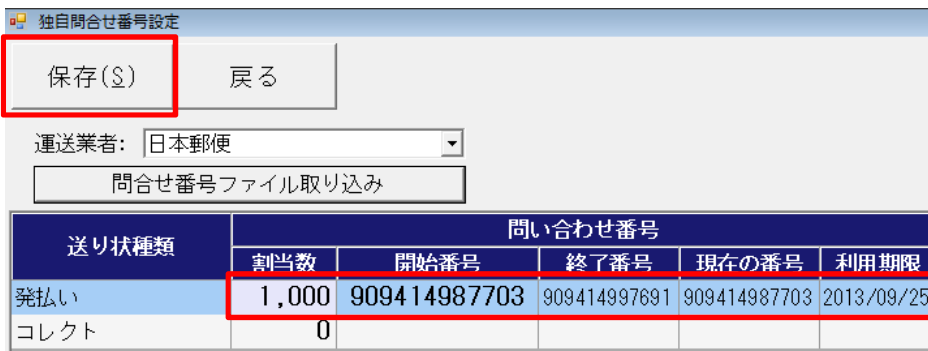 独自問合せ番号設定
保存(S) 戻る
運送業者: 日本郵便
問合せ番号ファイル取り込み
送り状種類 問い合わせ番号
割当数 開始番号 終了番号 現在の番号 利用期限
発払い 1,000 909414987703 909414997691 909414987703 2013/09/25
コレクト 0